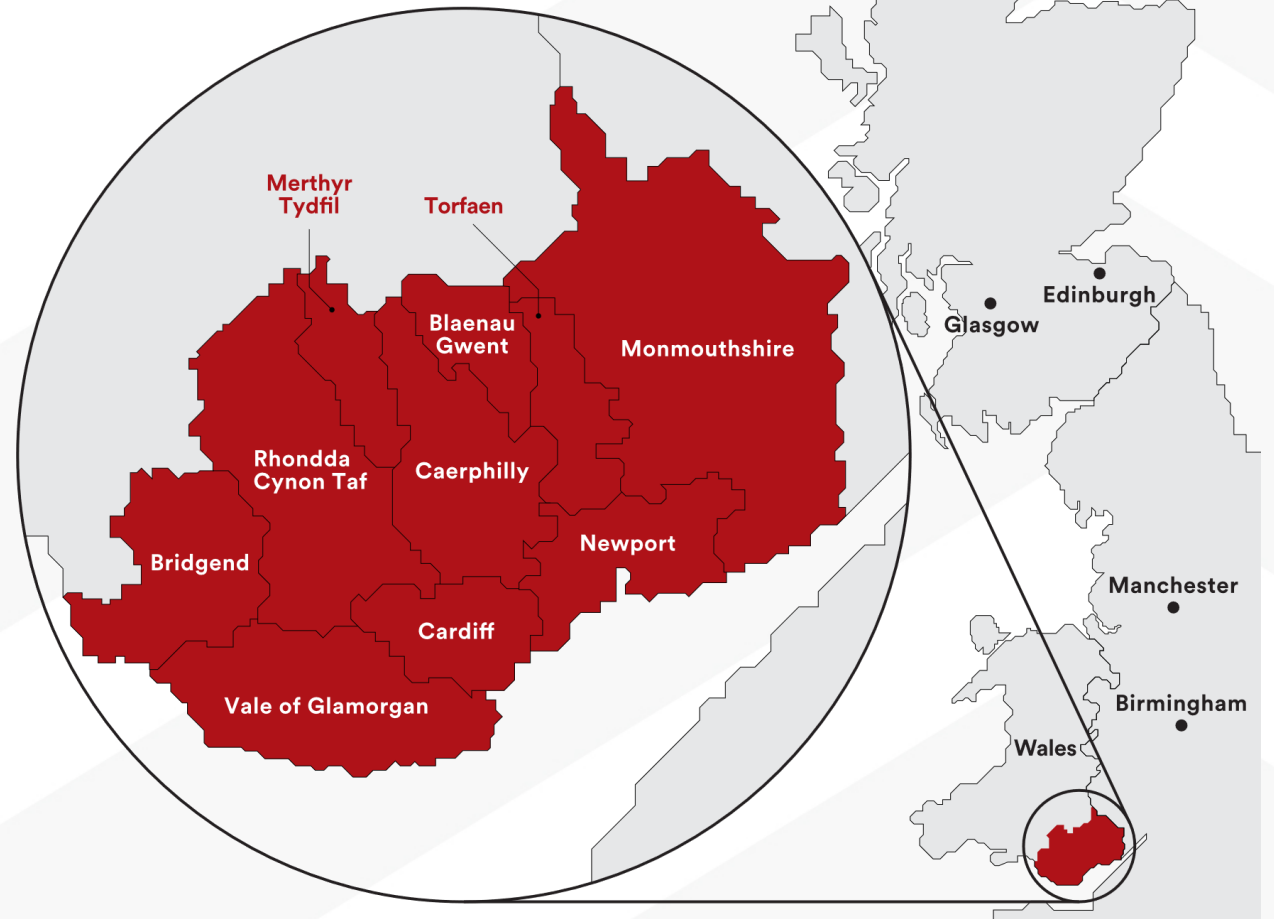 Merthyr
Tydfil
Torfaen
Blaenau
Gwent
Monmouthshire
Rhondda
Cynon Taf
Caerphilly
Bridgend
Newport
Cardiff
Vale of Glamorgan
Edinburgh
Glasgow
Manchester
Birmingham
Wales